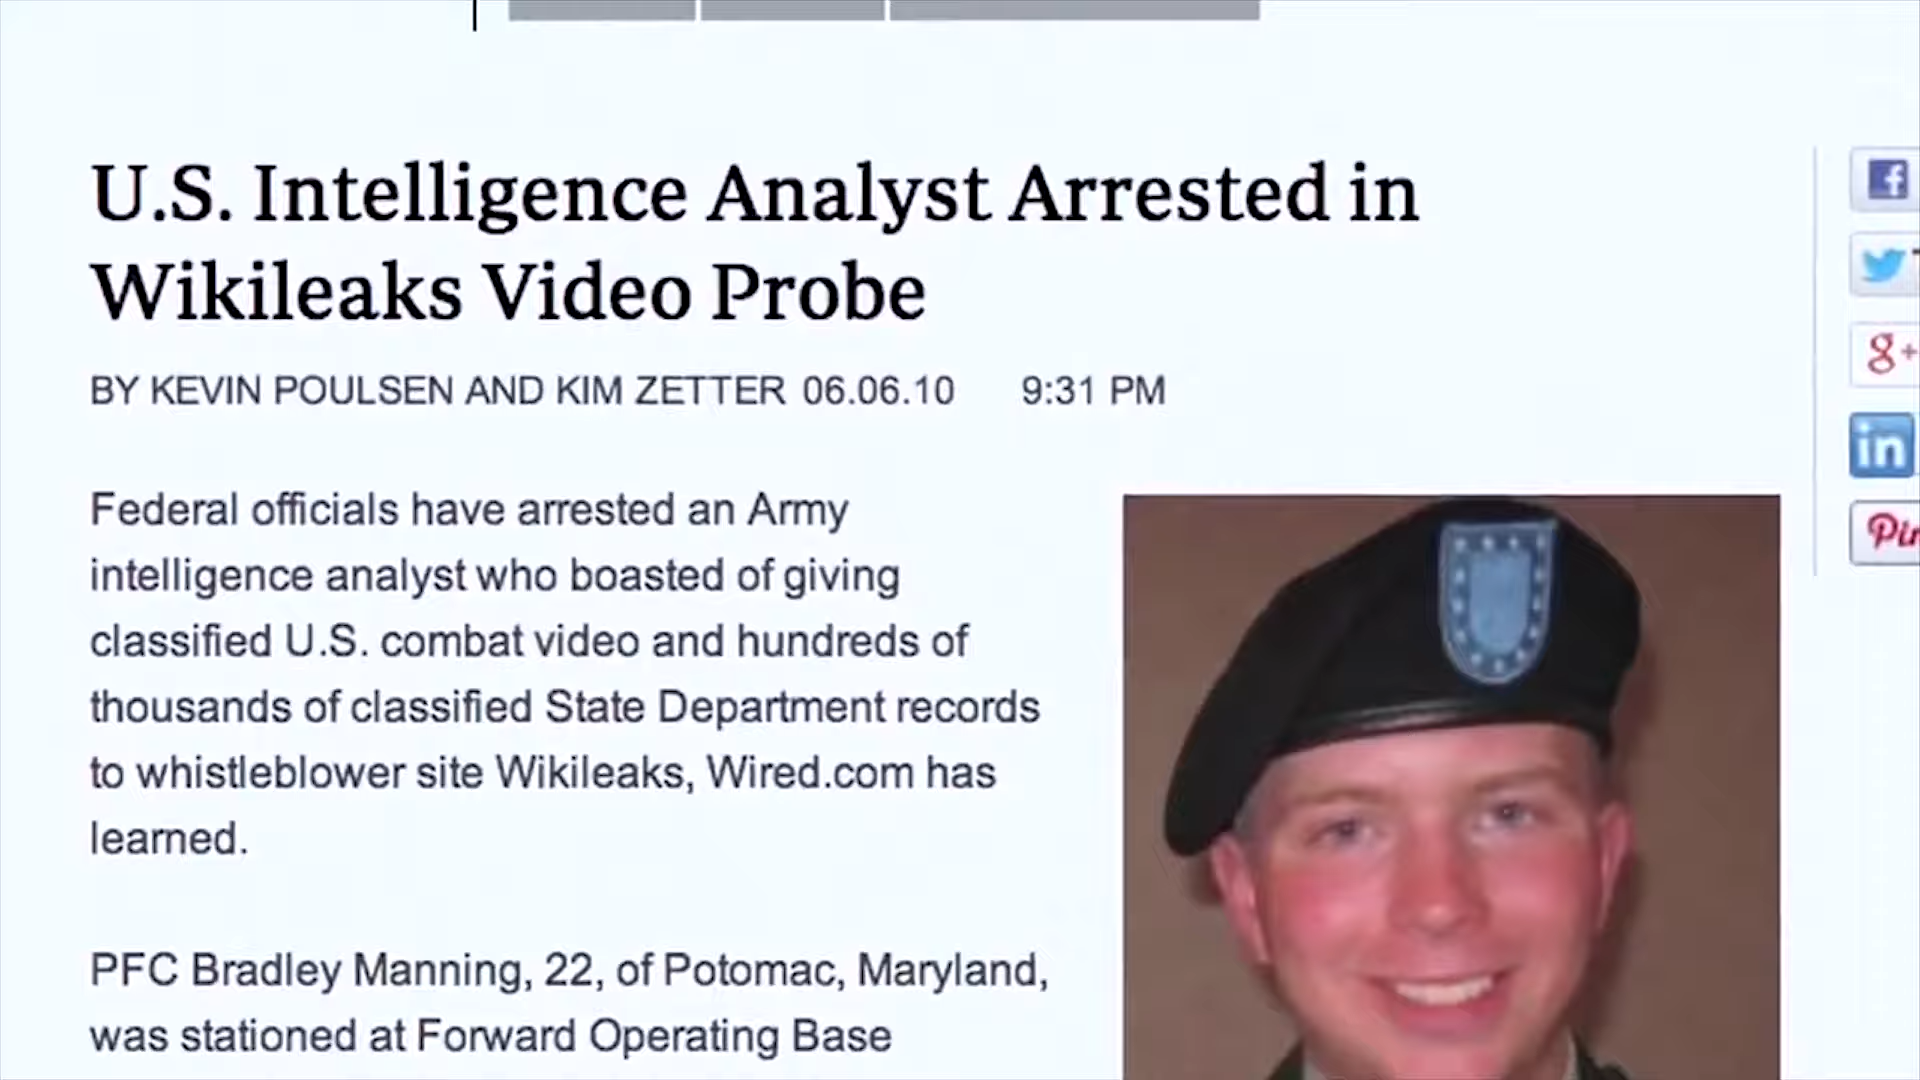 U.S. Intelligence Analyst Arrested in
Wikileaks Video Probe
BY KEVIN POULSEN AND KIM ZETTER 06.06.10 9:31 PM
Federal officials have arrested an Army
intelligence analyst who boasted of giving
classified U.S. combat video and hundreds of
thousands of classified State Department records
to whistleblower site Wikileaks, Wired.com has
learned.
PFC Bradley Manning, 22, of Potomac, Maryland,
was stationed at Forward Operating Base
f
g+
in